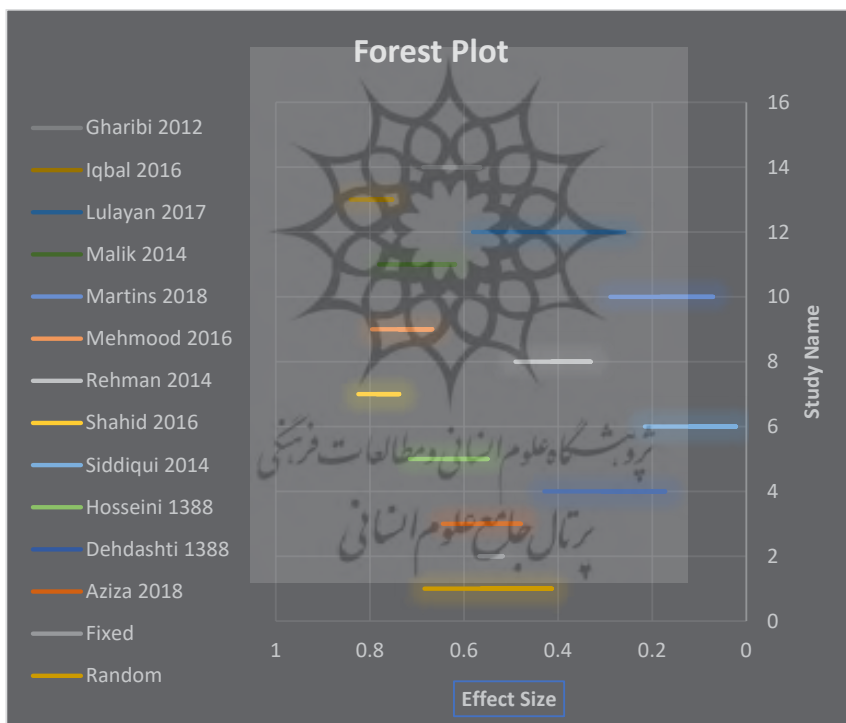 Forest Plot
Gharibi 2012
Iqbal 2016
Lulayan 2017
Malik 2014
Martins 2018
Mehmood 2016
Rehman 2014
Shahid 2016
Siddiqui 2014
Hosseini 1388
Dehdashti 1388
Aziza 2018
Fixed
Random
16
14
12
10
8
6
4
2
0
Study Name
1 0.8 0.6 0.4 0.2 0
Effect Size
پژوهشگاه علوم انسانی و مطالعات فرهنگی
پرتال جامع علوم انسانی